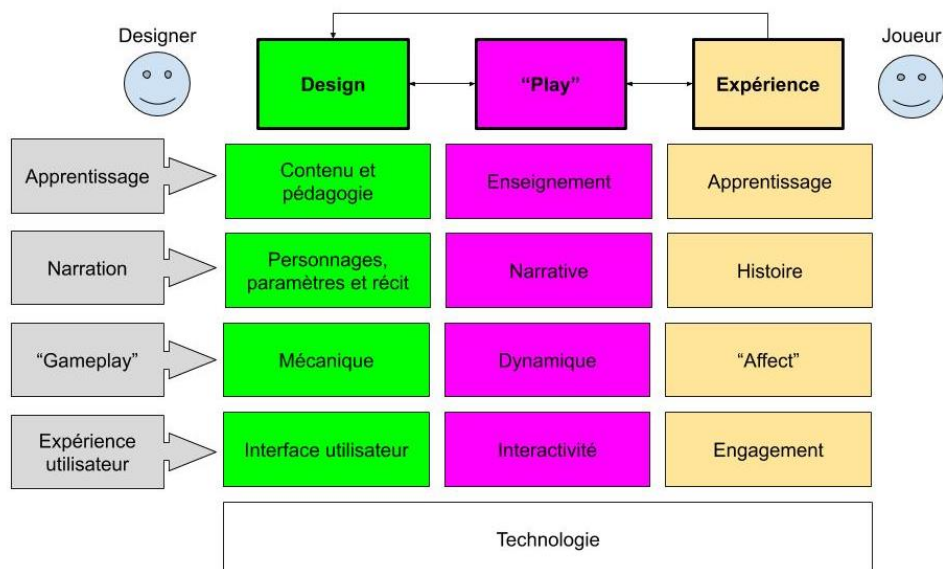 Designer
Joueur
Design
“Play”
Expérience
Apprentissage
Contenu et
pédagogie
Enseignement
Apprentissage
Narration
Personnages,
paramètres et récit
Narrative
Histoire
“Gameplay”
Mécanique
Dynamique
“Affect”
Expérience
utilisateur
Interface utilisateur
Interactivité
Engagement
Technologie